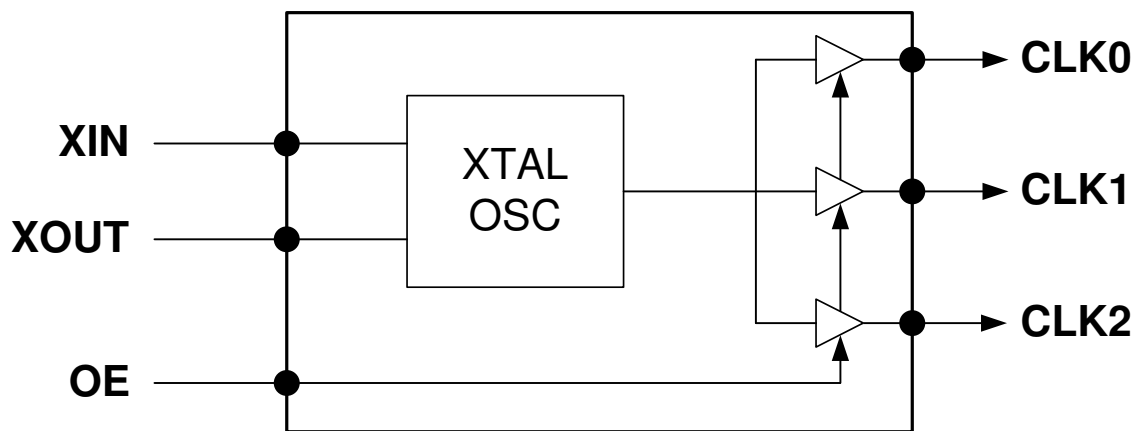 XIN
XOUT
OE
XTAL
OSC
CLK0
CLK1
CLK2